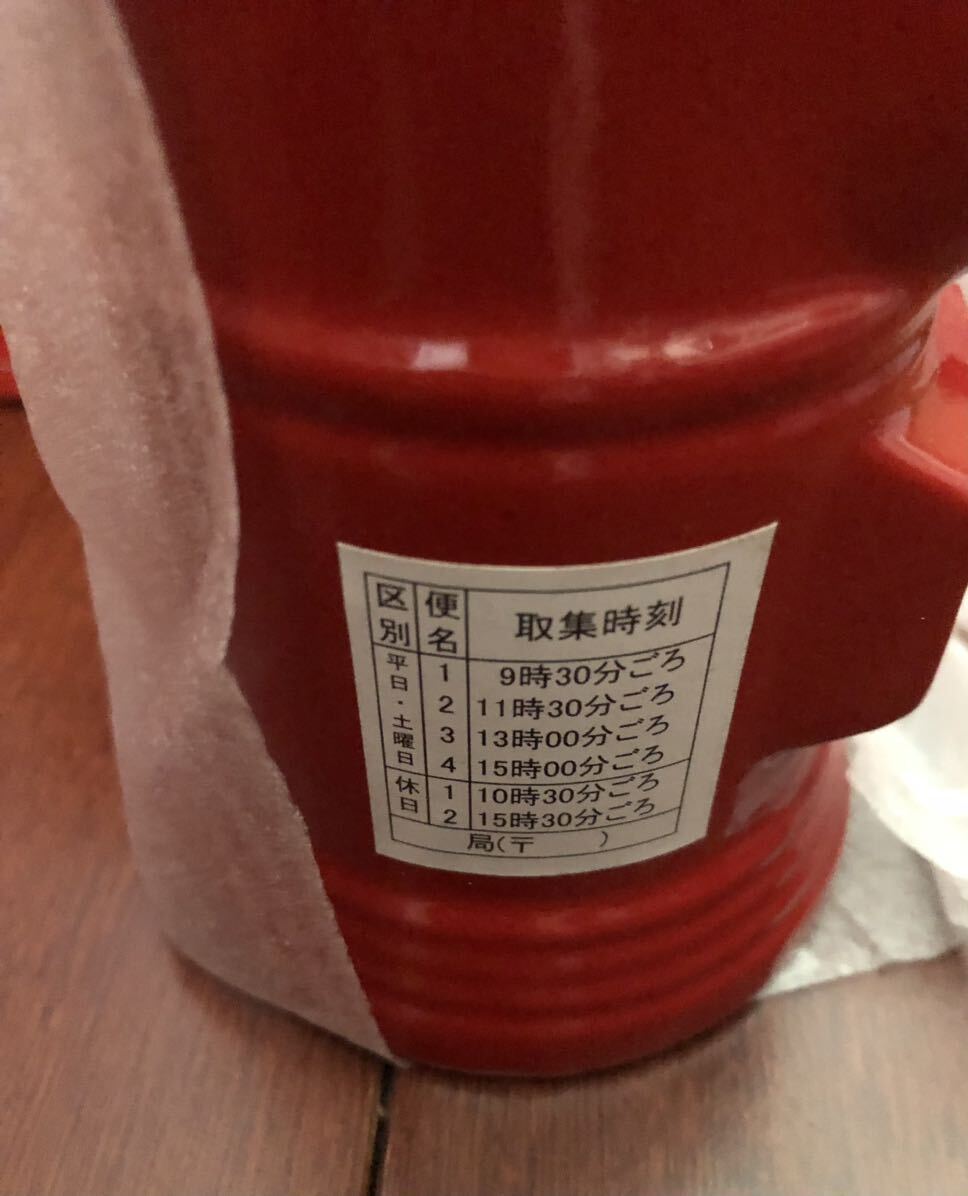 区別 便名 取集時刻
平日・土曜日 1 9時30分ごろ
2 11時30分ごろ
3 13時00分ごろ
4 15時00分ごろ
休日 1 10時30分ごろ
2 15時30分ごろ
局(〒 )